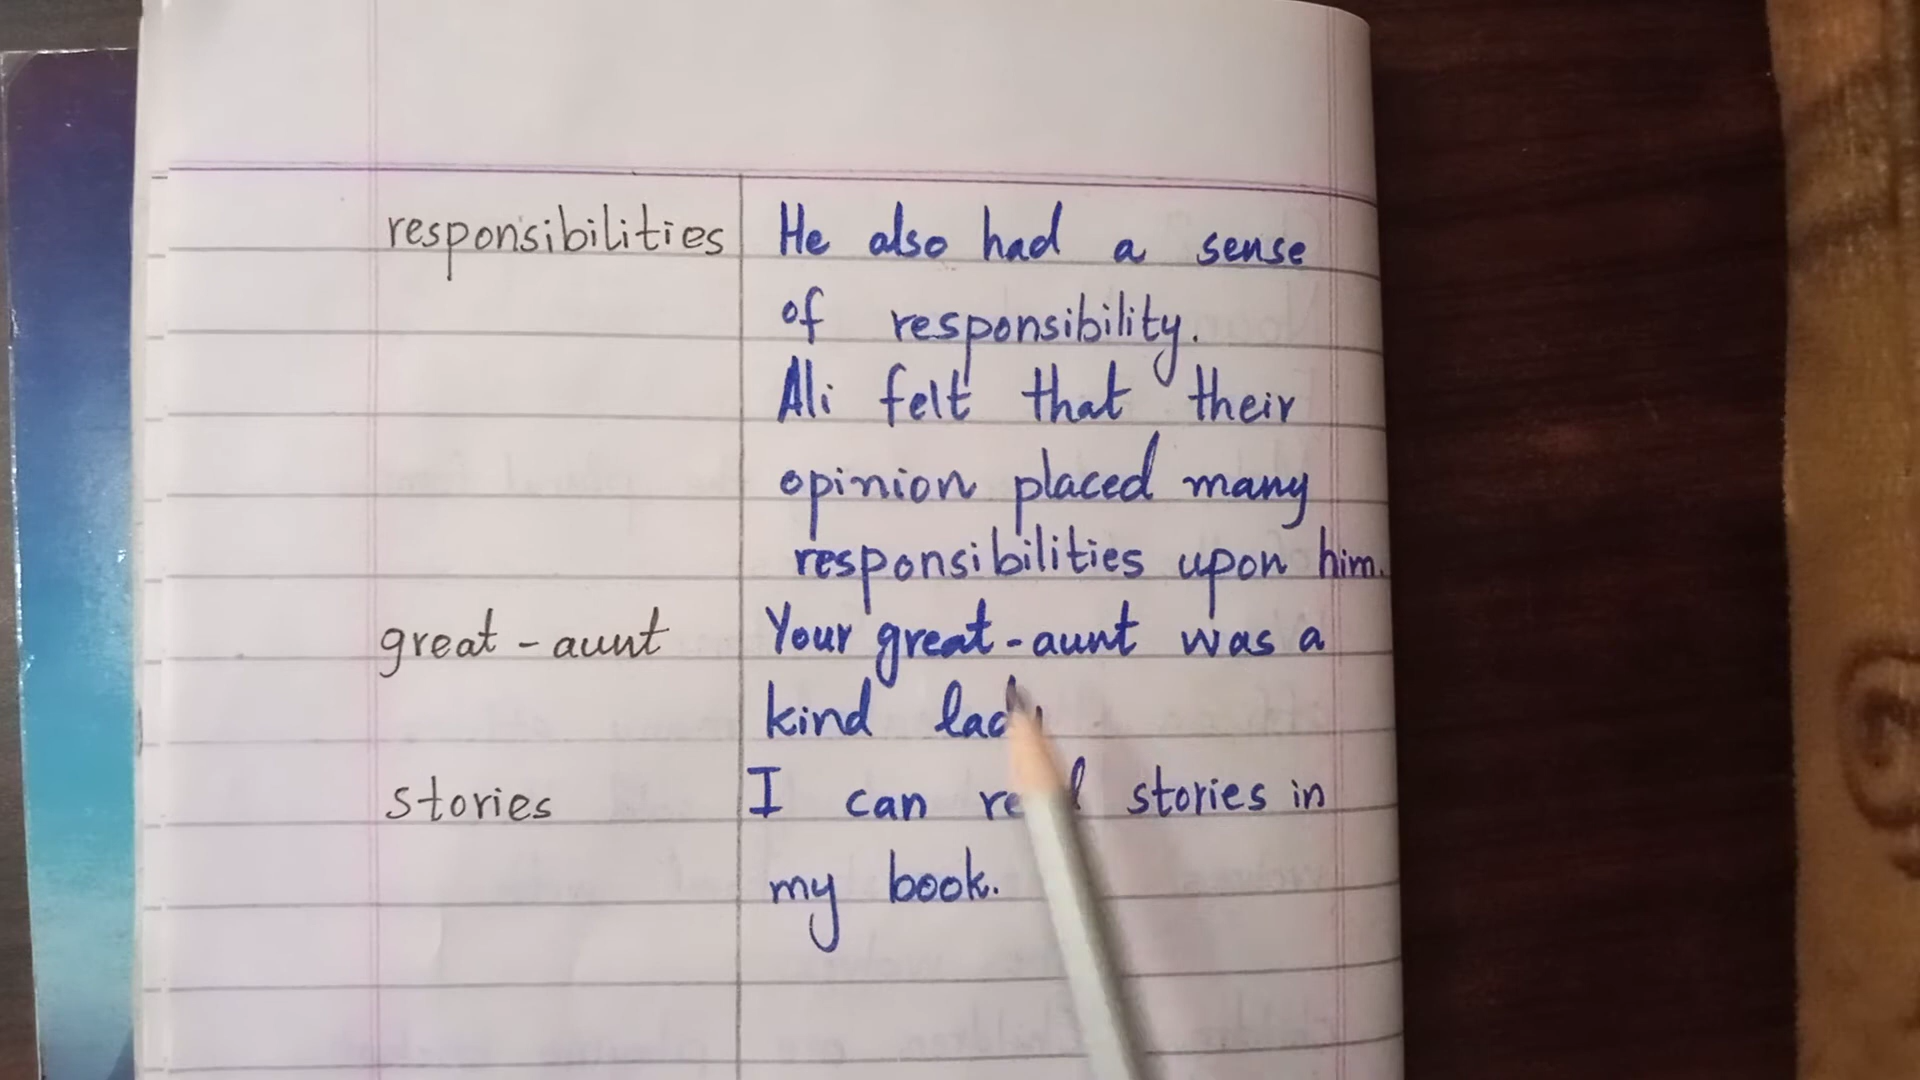 responsibilities He also had a sense
of responsibility.
Ali felt that their
opinion placed many
responsibilities upon him.
great-aunt Your great-aunt was a
kind
stories I can stories in
my book.